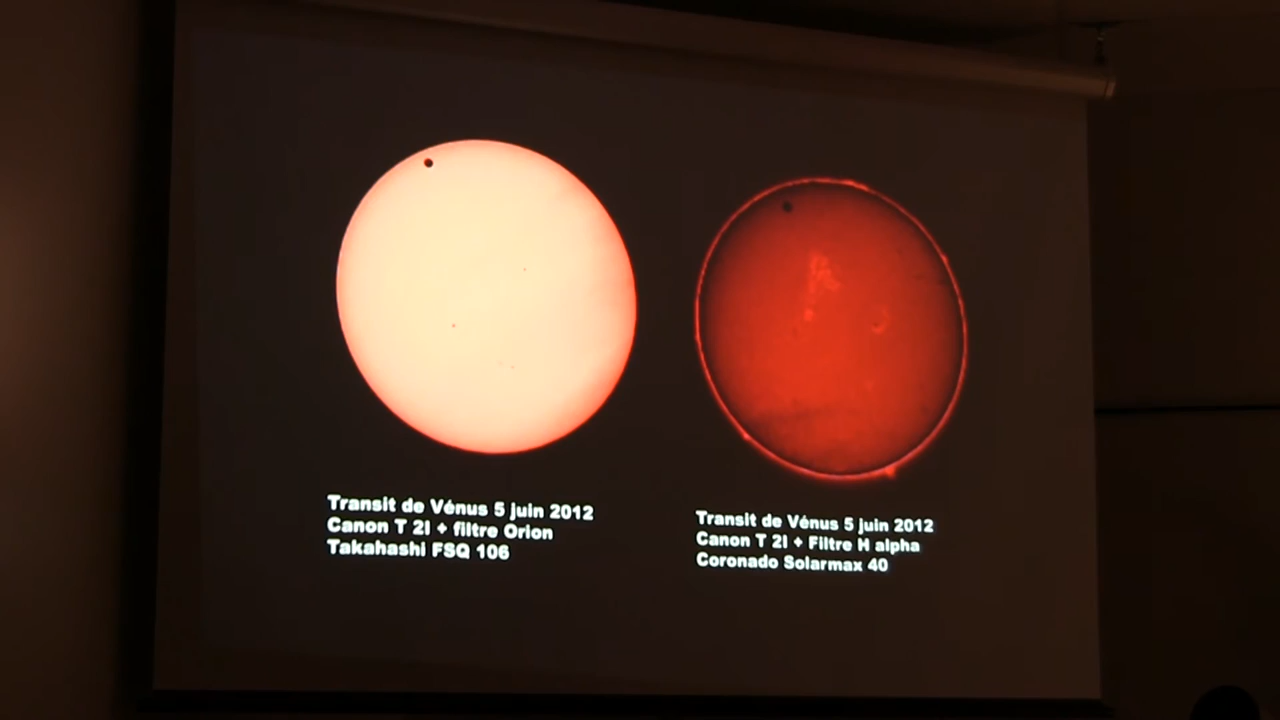 Transit de Vénus 5 juin 2012
Canon T 2I + filtre Orion
Takahashi FSQ 106
Transit de Vénus 5 juin 2012
Canon T 2I + Filtre H alpha
Coronado Solarmax 40